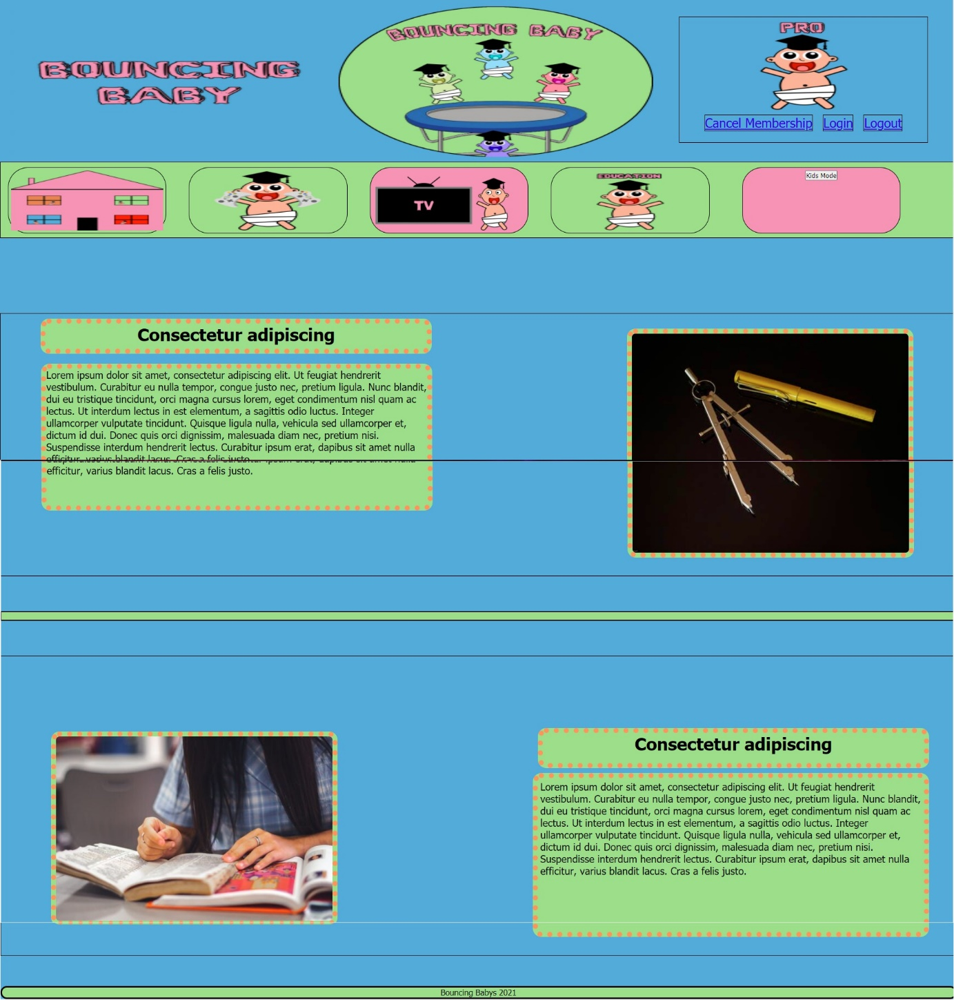 BOUNCING
BABY
BOUNCING BABY
PRO
Cancel Membership Login Logout
TV
EDUCATION
Kids Mode
Consectetur adipiscing
Lorem ipsum dolor sit amet, consectetur adipiscing elit. Ut feugiat hendrerit
vestibulum. Curabitur eu nulla tempor, congue justo nec, pretium ligula. Nunc blandit,
dui eu tristique tincidunt, orci magna cursus lorem, eget condimentum nisl quam ac
lectus. Ut interdum lectus in est elementum, a sagittis odio luctus. Integer
ullamcorper vulputate tincidunt. Quisque ligula nulla, vehicula sed ullamcorper et,
dictum id dui. Donec quis orci dignissim, malesuada diam nec, pretium nisi.
Suspendisse interdum hendrerit lectus. Curabitur ipsum erat, dapibus sit amet nulla
efficitur, varius blandit lacus. Cras a felis justo.
Consectetur adipiscing
Lorem ipsum dolor sit amet, consectetur adipiscing elit. Ut feugiat hendrerit
vestibulum. Curabitur eu nulla tempor, congue justo nec, pretium ligula. Nunc blandit,
dui eu tristique tincidunt, orci magna cursus lorem, eget condimentum nisl quam ac
lectus. Ut interdum lectus in est elementum, a sagittis odio luctus. Integer
ullamcorper vulputate tincidunt. Quisque ligula nulla, vehicula sed ullamcorper et,
dictum id dui. Donec quis orci dignissim, malesuada diam nec, pretium nisi.
Suspendisse interdum hendrerit lectus. Curabitur ipsum erat, dapibus sit amet nulla
efficitur, varius blandit lacus. Cras a felis justo.
Bouncing Babys 2021